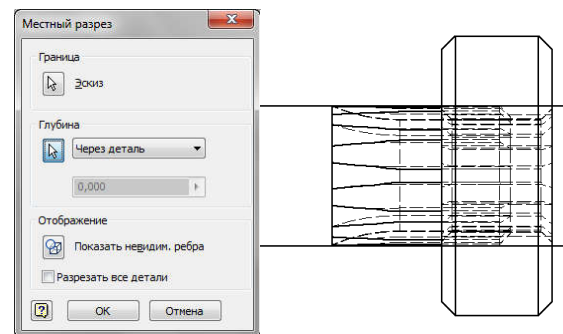 Местный разрез
Граница
Эскиз
Глубина
Через деталь
0,000
Отображение
Показать невидим. ребра
Разрезать все детали
OK
Отмена